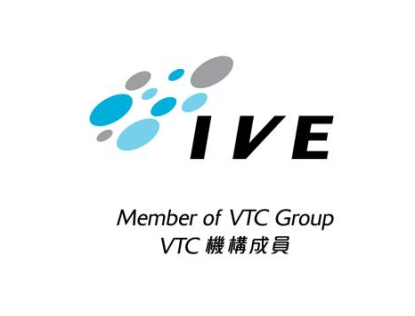 IVE
Member of VTC Group
VTC 機構成員